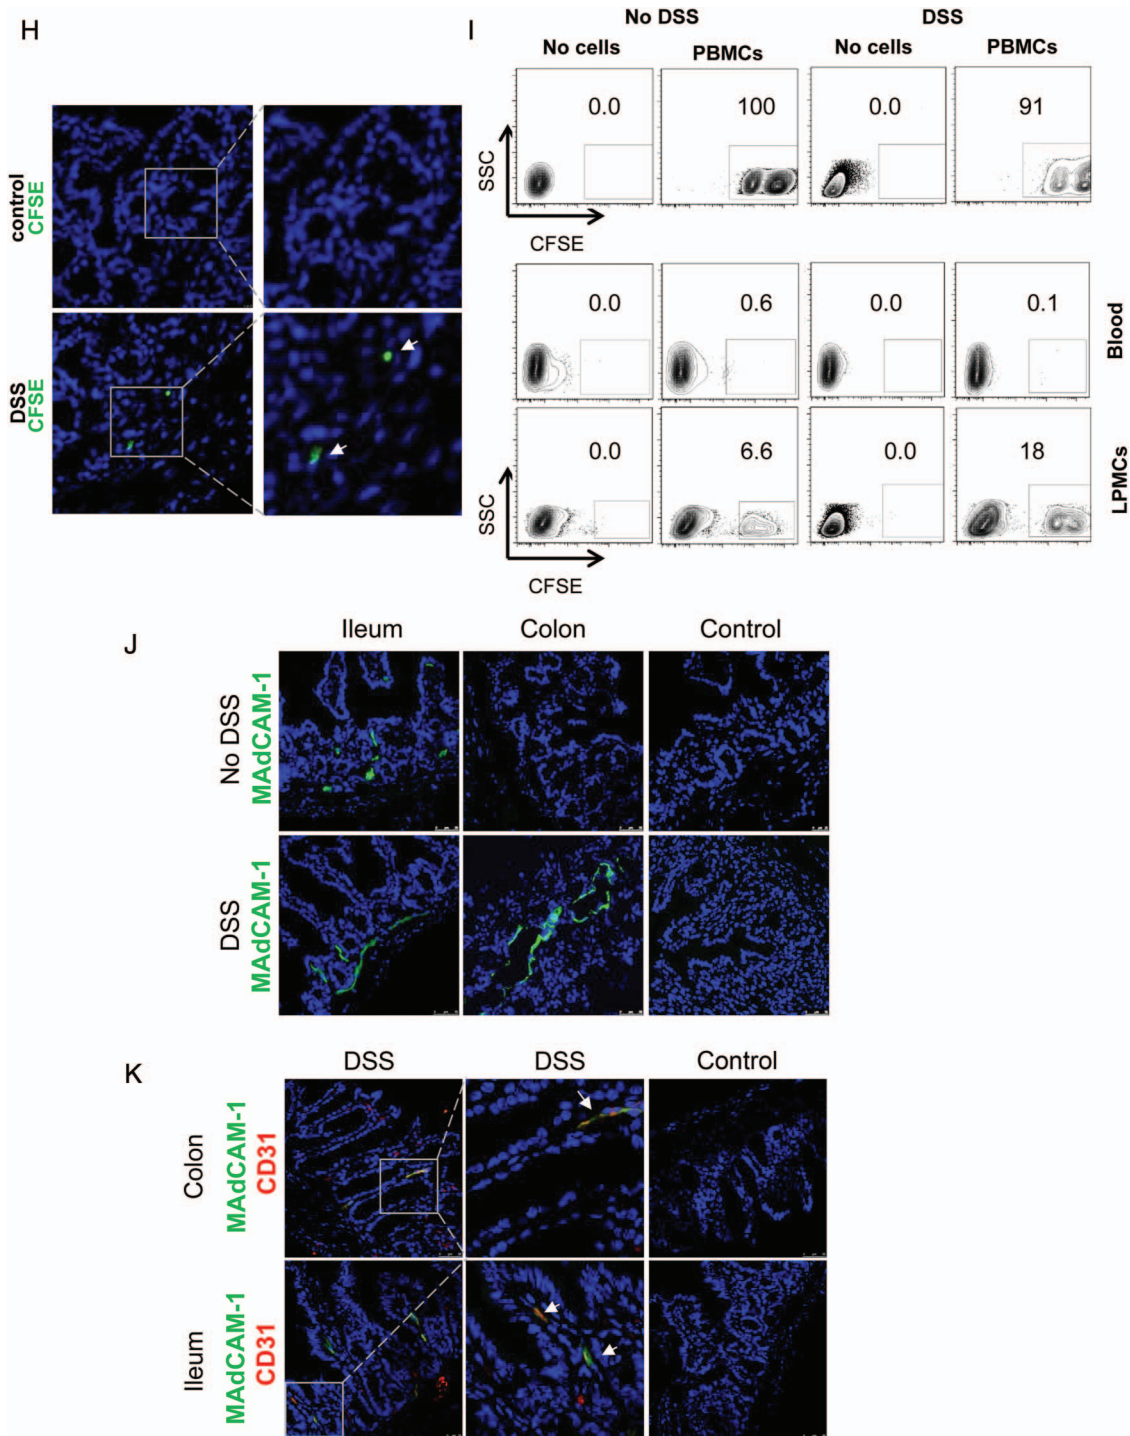 H
control
CFSE
DSS
CFSE
I
No DSS
DSS
No cells
PBMCs
No cells
PBMCs
0.0
100
0.0
91
SSC
CFSE
0.0
0.6
0.0
0.1
Blood
0.0
6.6
0.0
18
LPMCs
SSC
CFSE
J
Ileum
Colon
Control
No DSS
MAdCAM-1
DSS
MAdCAM-1
K
DSS
DSS
Control
Colon
MAdCAM-1
CD31
Ileum
MAdCAM-1
CD31